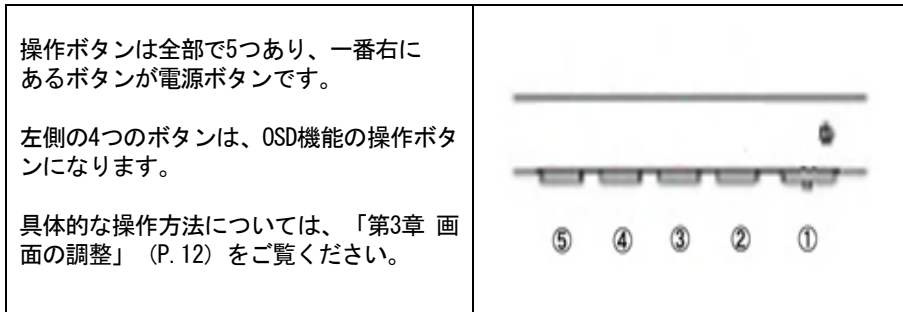 操作ボタンは全部で5つあり、一番右に
あるボタンが電源ボタンです。
左側の4つのボタンは、OSD機能の操作ボタ
ンになります。
具体的な操作方法については、「第3章 画
面の調整」（P.12）をご覧ください。
⑤ ④ ③ ② ①